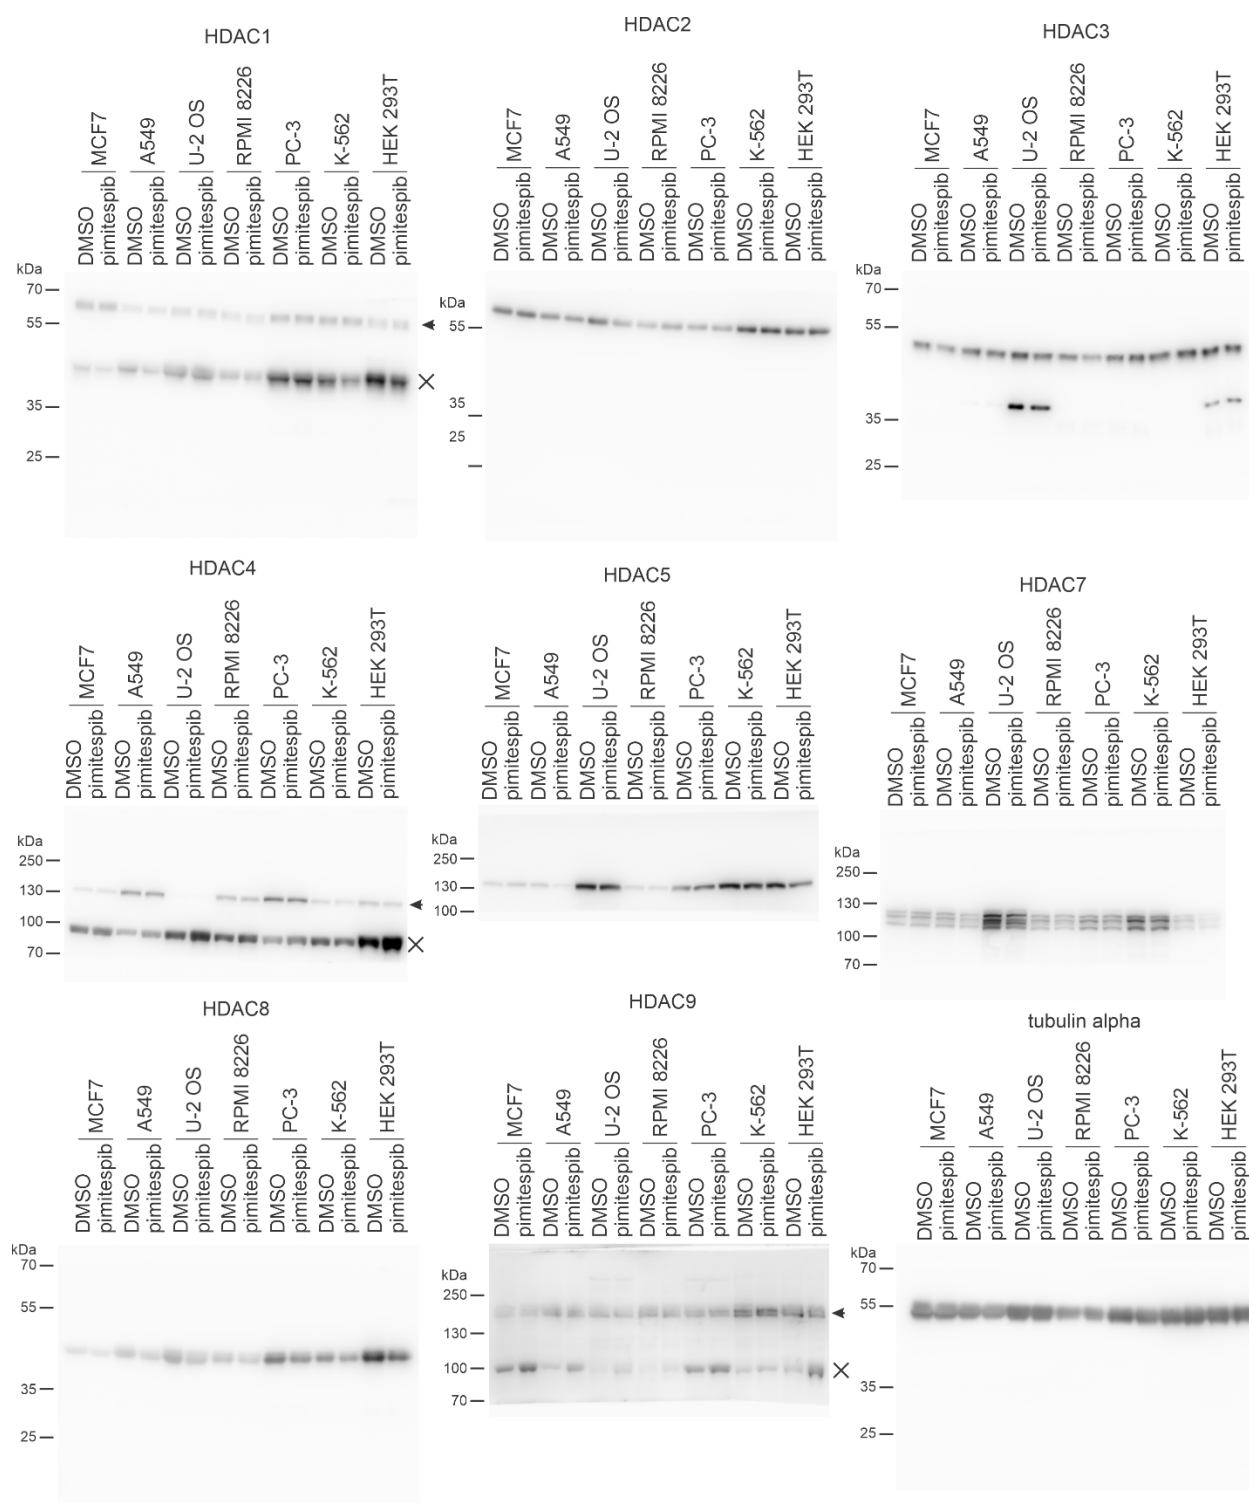 HDAC1
MCF7
A549
U-2 OS
RPMI 8226
PC-3
K-562
HEK 293T
DMSO
pimitespib
DMSO
pimitespib
DMSO
pimitespib
DMSO
pimitespib
DMSO
pimitespib
DMSO
pimitespib
DMSO
pimitespib
kDa
70
55
35
25
HDAC2
MCF7
A549
U-2 OS
RPMI 8226
PC-3
K-562
HEK 293T
DMSO
pimitespib
DMSO
pimitespib
DMSO
pimitespib
DMSO
pimitespib
DMSO
pimitespib
DMSO
pimitespib
DMSO
pimitespib
kDa
55
35
25
HDAC3
MCF7
A549
U-2 OS
RPMI 8226
PC-3
K-562
HEK 293T
DMSO
pimitespib
DMSO
pimitespib
DMSO
pimitespib
DMSO
pimitespib
DMSO
pimitespib
DMSO
pimitespib
DMSO
pimitespib
kDa
70
55
35
25
HDAC4
MCF7
A549
U-2 OS
RPMI 8226
PC-3
K-562
HEK 293T
DMSO
pimitespib
DMSO
pimitespib
DMSO
pimitespib
DMSO
pimitespib
DMSO
pimitespib
DMSO
pimitespib
DMSO
pimitespib
kDa
250
130
100
70
HDAC5
MCF7
A549
U-2 OS
RPMI 8226
PC-3
K-562
HEK 293T
DMSO
pimitespib
DMSO
pimitespib
DMSO
pimitespib
DMSO
pimitespib
DMSO
pimitespib
DMSO
pimitespib
DMSO
pimitespib
kDa
250
130
100
HDAC7
MCF7
A549
U-2 OS
RPMI 8226
PC-3
K-562
HEK 293T
DMSO
pimitespib
DMSO
pimitespib
DMSO
pimitespib
DMSO
pimitespib
DMSO
pimitespib
DMSO
pimitespib
DMSO
pimitespib
kDa
250
130
100
70
HDAC8
MCF7
A549
U-2 OS
RPMI 8226
PC-3
K-562
HEK 293T
DMSO
pimitespib
DMSO
pimitespib
DMSO
pimitespib
DMSO
pimitespib
DMSO
pimitespib
DMSO
pimitespib
DMSO
pimitespib
kDa
70
55
35
25
HDAC9
MCF7
A549
U-2 OS
RPMI 8226
PC-3
K-562
HEK 293T
DMSO
pimitespib
DMSO
pimitespib
DMSO
pimitespib
DMSO
pimitespib
DMSO
pimitespib
DMSO
pimitespib
DMSO
pimitespib
kDa
250
130
100
70
tubulin alpha
MCF7
A549
U-2 OS
RPMI 8226
PC-3
K-562
HEK 293T
DMSO
pimitespib
DMSO
pimitespib
DMSO
pimitespib
DMSO
pimitespib
DMSO
pimitespib
DMSO
pimitespib
DMSO
pimitespib
kDa
70
55
35
25